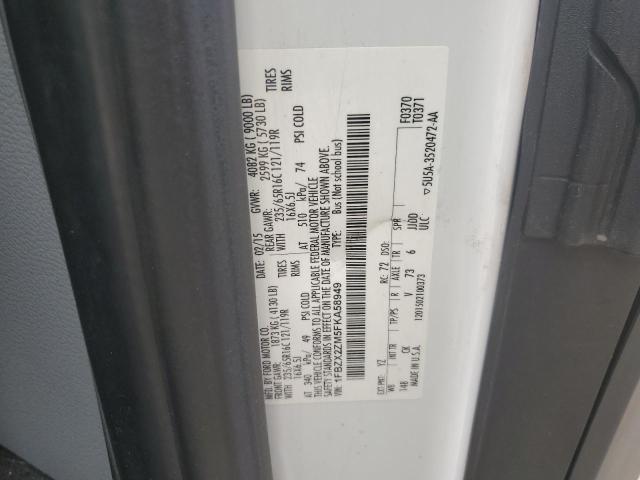 MFD. BY FORD MOTOR CO.
DATE: 02/15 GVWR: 4082 KG ( 9000 LB)
FRONT GAWR: 1873 KG ( 4130 LB) REAR GAWR: 2599 KG ( 5730 LB)
WITH 235/65R16C 121/119R TIRES WITH 235/65R16C 121/119R TIRES
16X6.5J RIMS 16X6.5J RIMS
AT 340 kPa/ 49 PSI COLD AT 510 kPa/ 74 PSI COLD
THIS VEHICLE CONFORMS TO ALL APPLICABLE FEDERAL MOTOR VEHICLE
SAFETY STANDARDS IN EFFECT ON THE DATE OF MANUFACTURE SHOWN ABOVE.
VIN: 1FBZX2ZM5FKA58949 TYPE: Bus (Not school bus)
F0370
T0371
EXT PNT: YZ RC: 72 DSO:
WB INT TR TP/PS R AXLE TR SPR
148 CK V 73 6 JJDD
MADE IN U.S.A. 1201502100373 ULC
▽5U5A-3520472-AA